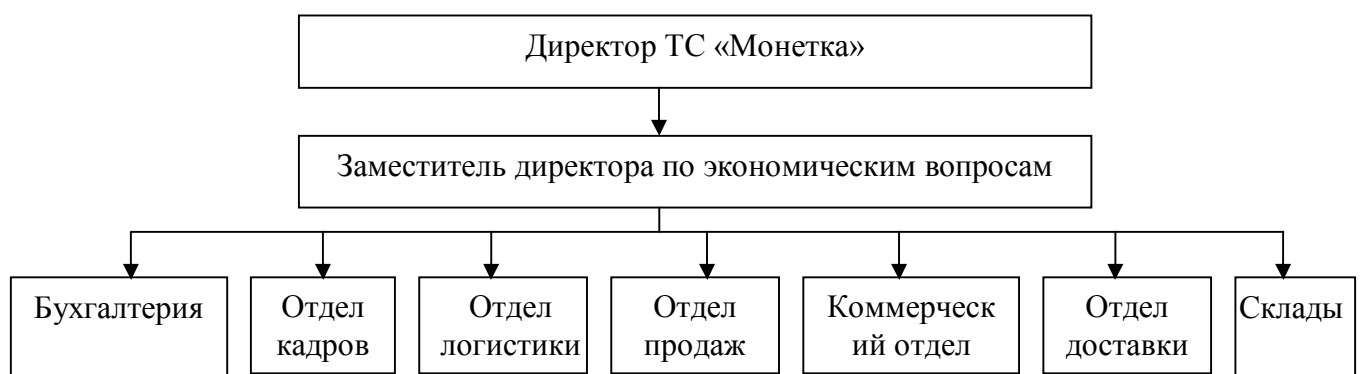 Директор ТС «Монетка»
Заместитель директора по экономическим вопросам
Бухгалтерия
Отдел
кадров
Отдел
логистики
Отдел
продаж
Коммерческ
ий отдел
Отдел
доставки
Склады